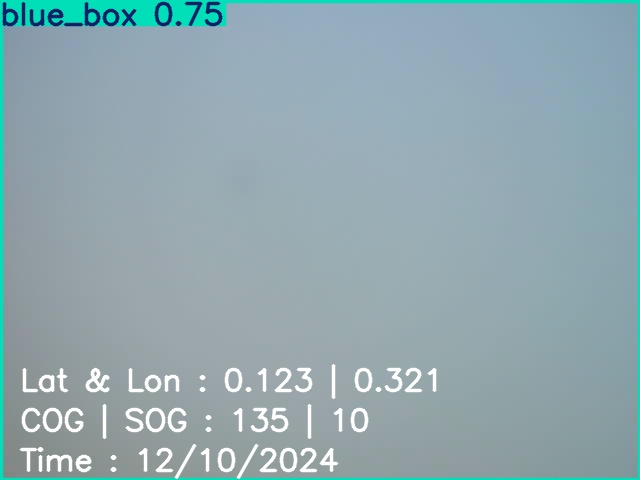 blue_box 0.75
Lat & Lon : 0.123 | 0.321
COG | SOG : 135 | 10
Time : 12/10/2024